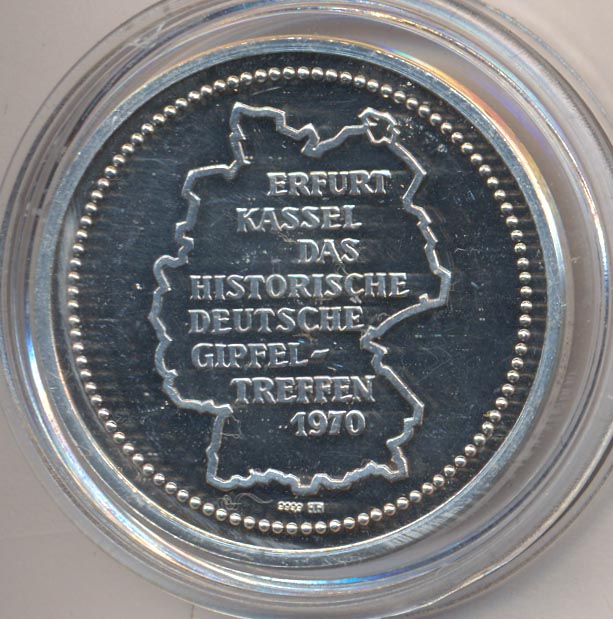 ERFURT
KASSEL
DAS
HISTORISCHE
DEUTSCHE
GIPFEL-
TREFFEN
1970